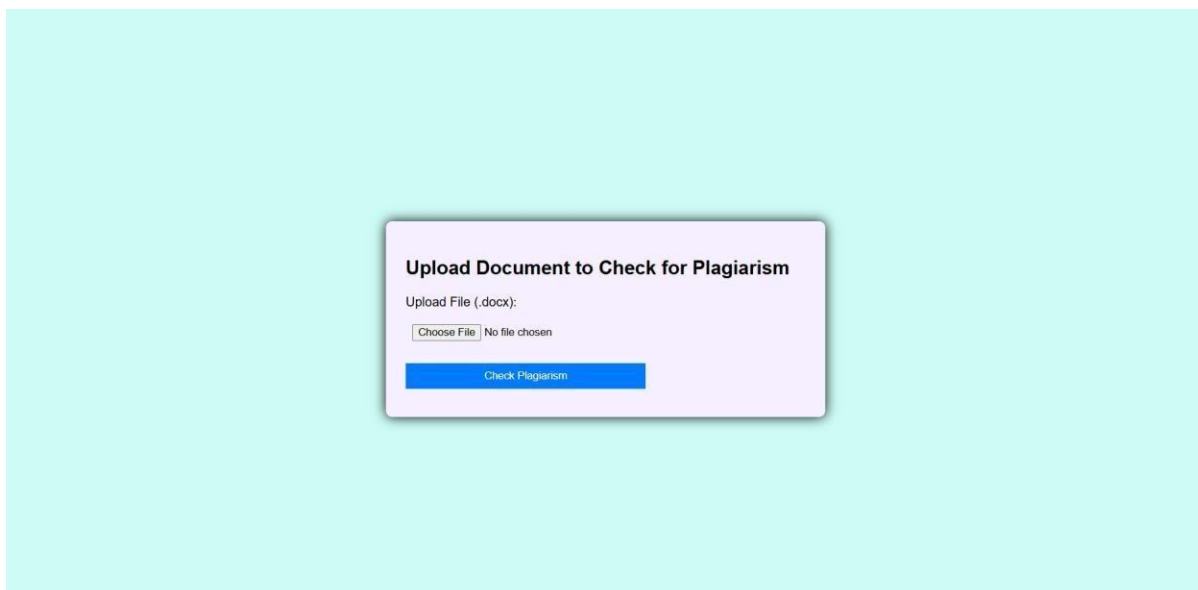 Upload Document to Check for Plagiarism
Upload File (.docx):
Choose File No file chosen
Check Plagiarism